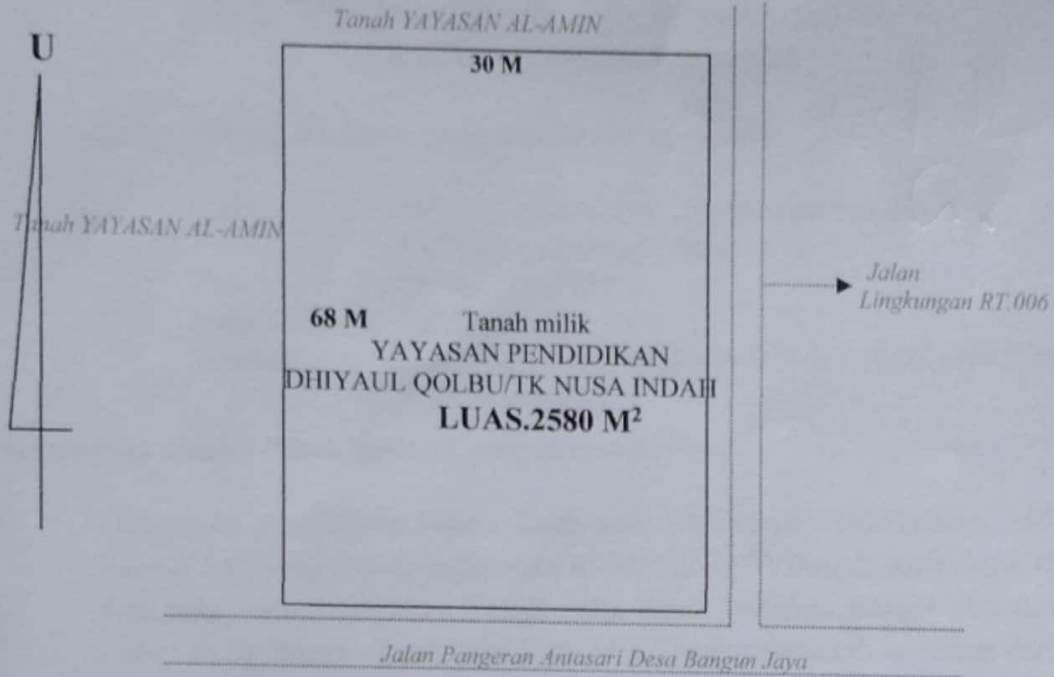 Tanah YAYASAN AL-AMIN
U
30 M
Tanah YAYASAN AL-AMIN
Jalan
Lingkungan RT.006
68 M
Tanah milik
YAYASAN PENDIDIKAN
DHIYAUL QOLBU/TK NUSA INDAH
LUAS.2580 M²
Jalan Pangeran Antasari Desa Bangun Jaya